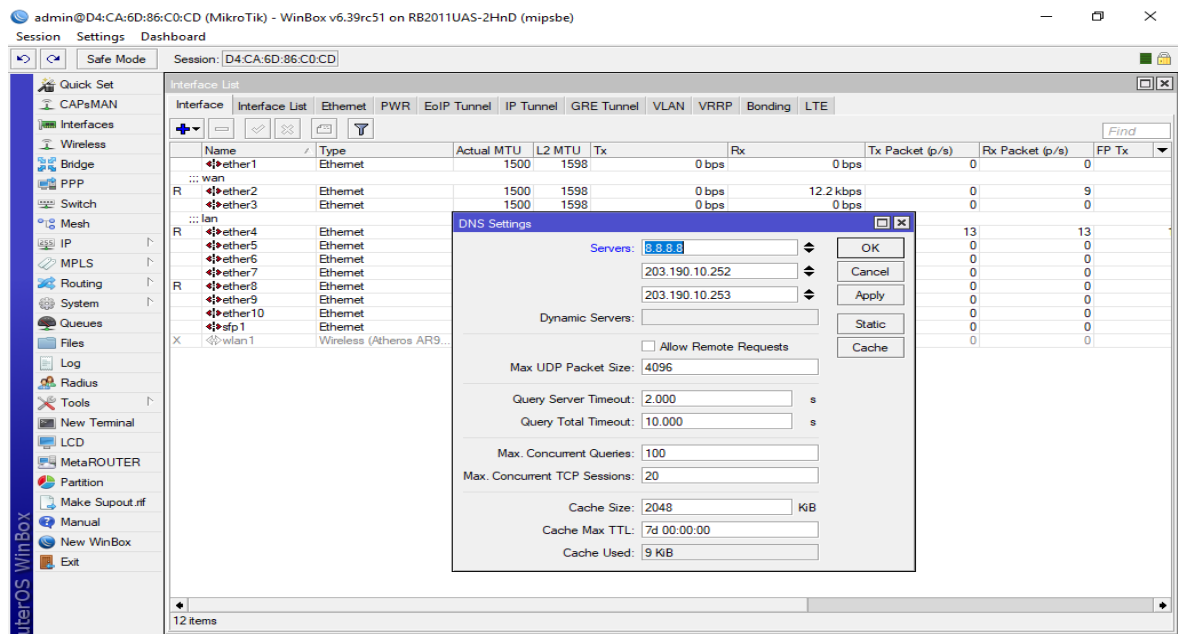 admin@D4:CA:6D:86:C0:CD (MikroTik) - WinBox v6.39rc51 on RB2011UAS-2HnD (mipsbe)
Session Settings Dashboard
Safe Mode Session: D4:CA:6D:86:C0:CD
Quick Set
CAPsMAN
Interfaces
Wireless
Bridge
PPP
Switch
Mesh
IP
MPLS
Routing
System
Queues
Files
Log
Radius
Tools
New Terminal
LCD
MetaROUTER
Partition
Make Supout.rif
Manual
New WinBox
Exit
uterOS WinBox
Interface List
Interface Interface List Ethernet PWR EoIP Tunnel IP Tunnel GRE Tunnel VLAN VRRP Bonding LTE
Find
Name / Type Actual MTU L2 MTU Tx Rx Tx Packet (p/s) Rx Packet (p/s) FP Tx
ether1 Ethernet 1500 1598 0 bps 0 bps 0 0
::: wan
R ether2 Ethernet 1500 1598 0 bps 12.2 kbps 0 9
ether3 Ethernet 1500 1598 0 bps 0 bps 0 0
::: lan
R ether4 Ethernet 13 13 1
ether5 Ethernet 0 0
ether6 Ethernet 0 0
ether7 Ethernet 0 0
R ether8 Ethernet 0 0
ether9 Ethernet 0 0
ether10 Ethernet 0 0
sfp1 Ethernet 0 0
X wlan1 Wireless (Atheros AR9... 0 0
12 items
DNS Settings
Servers: 8.8.8.8
203.190.10.252
203.190.10.253
Dynamic Servers:
Allow Remote Requests
Max UDP Packet Size: 4096
Query Server Timeout: 2.000 s
Query Total Timeout: 10.000 s
Max. Concurrent Queries: 100
Max. Concurrent TCP Sessions: 20
Cache Size: 2048 KiB
Cache Max TTL: 7d 00:00:00
Cache Used: 9 KiB
OK
Cancel
Apply
Static
Cache